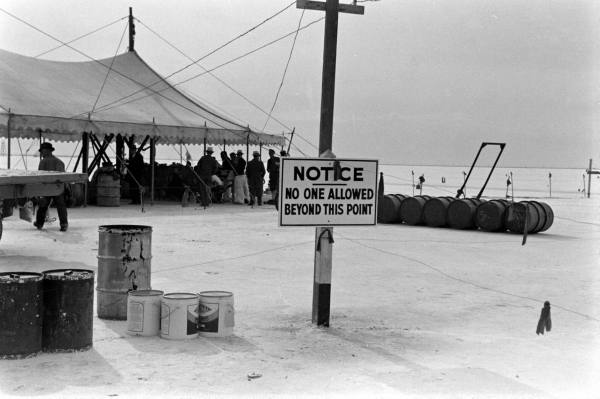 NOTICE
NO ONE ALLOWED
BEYOND THIS POINT